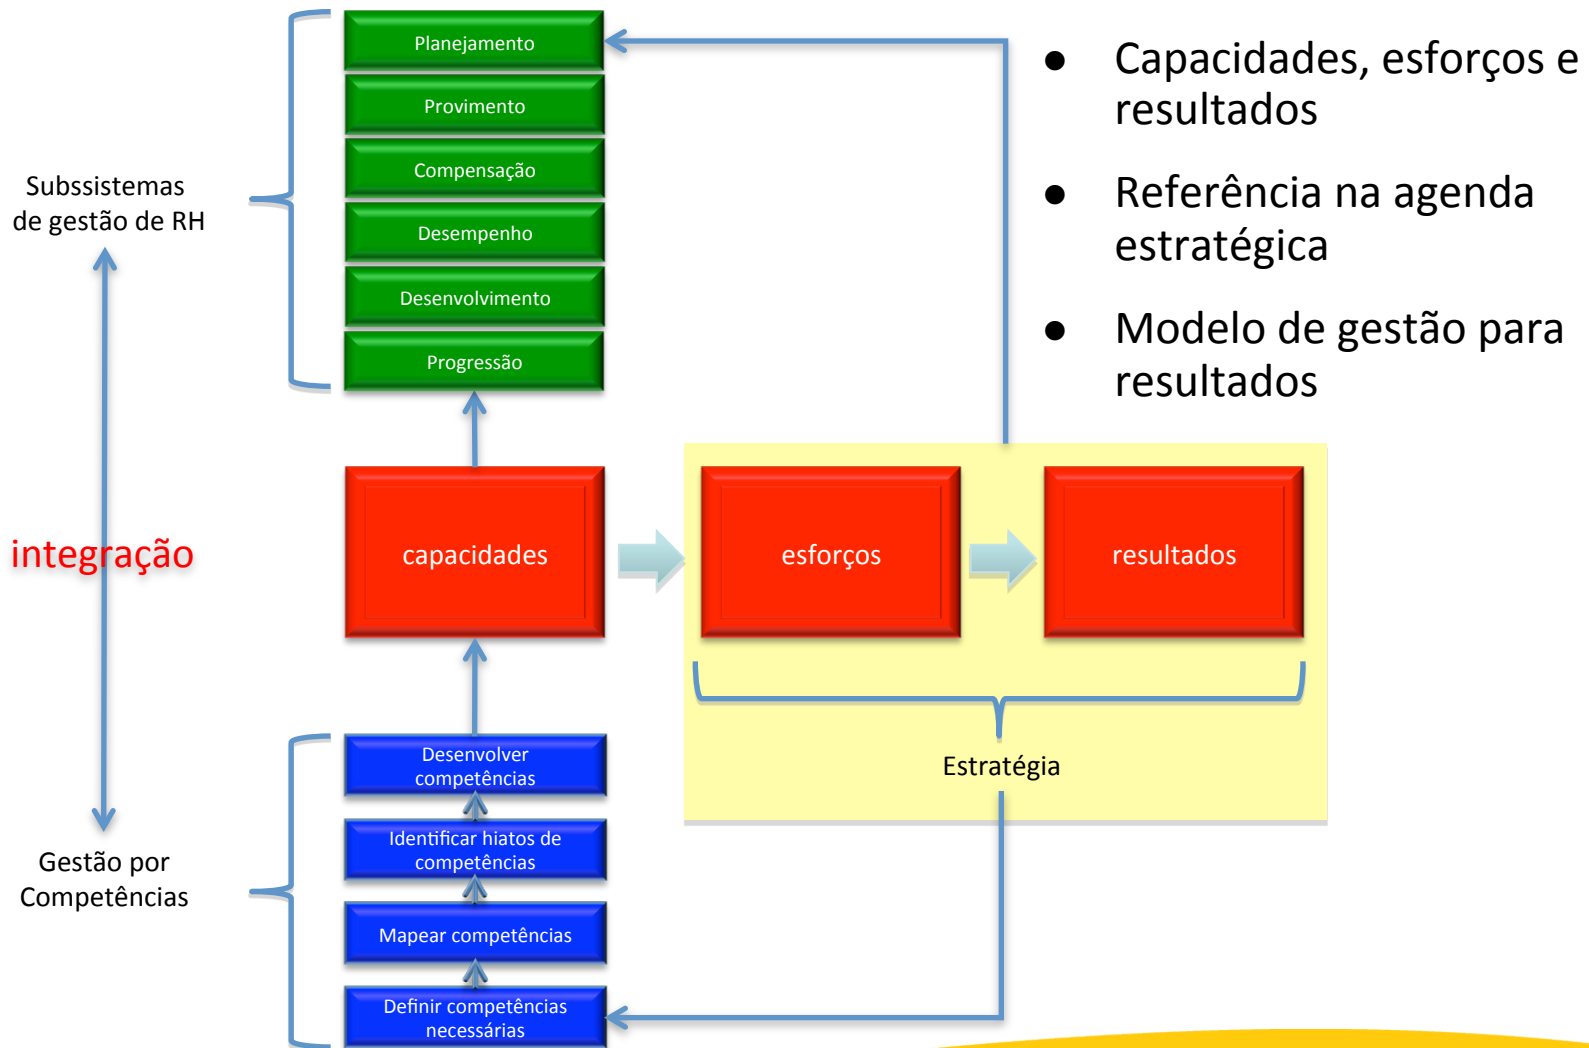 Planejamento
Provimento
Compensação
Desempenho
Desenvolvimento
Progressão
Subssistemas
de gestão de RH
● Capacidades, esforços e
resultados
● Referência na agenda
estratégica
● Modelo de gestão para
resultados
integração
capacidades
esforços
resultados
Estratégia
Desenvolver
competências
Identificar hiatos de
competências
Mapear competências
Definir competências
necessárias
Gestão por
Competências